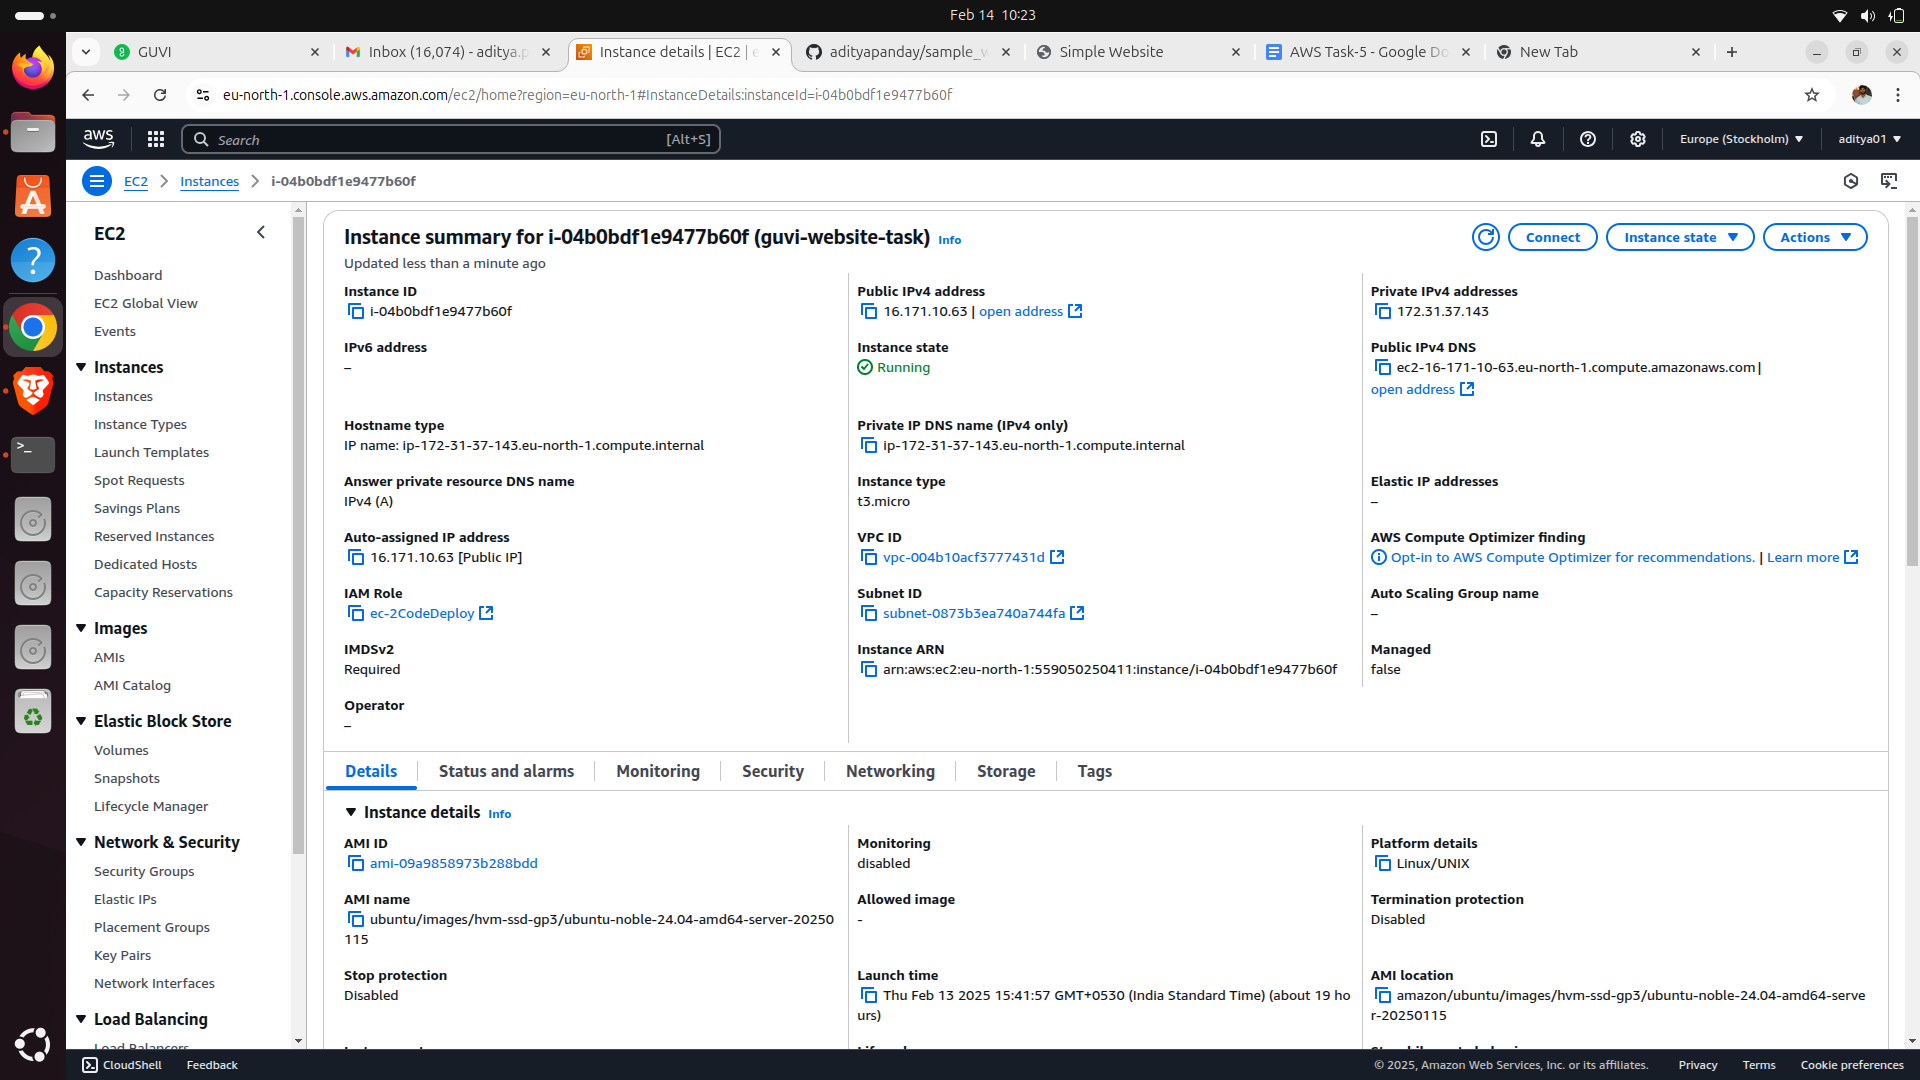 Feb 14 10:23
GUVI
Inbox (16,074) - aditya.p
Instance details | EC2 | e
adityapanday/sample_w
Simple Website
AWS Task-5 - Google Do
New Tab
eu-north-1.console.aws.amazon.com/ec2/home?region=eu-north-1#InstanceDetails:instanceId=i-04b0bdf1e9477b60f
aws
Search
[Alt+S]
Europe (Stockholm)
aditya01
EC2
Instances
i-04b0bdf1e9477b60f
EC2
Dashboard
EC2 Global View
Events
Instances
Instances
Instance Types
Launch Templates
Spot Requests
Savings Plans
Reserved Instances
Dedicated Hosts
Capacity Reservations
Images
AMIs
AMI Catalog
Elastic Block Store
Volumes
Snapshots
Lifecycle Manager
Network & Security
Security Groups
Elastic IPs
Placement Groups
Key Pairs
Network Interfaces
Load Balancing
Load Balancers
Instance summary for i-04b0bdf1e9477b60f (guvi-website-task) Info
Updated less than a minute ago
Connect
Instance state
Actions
Instance ID
i-04b0bdf1e9477b60f
Public IPv4 address
16.171.10.63 | open address
Private IPv4 addresses
172.31.37.143
IPv6 address
–
Instance state
Running
Public IPv4 DNS
ec2-16-171-10-63.eu-north-1.compute.amazonaws.com |
open address
Hostname type
IP name: ip-172-31-37-143.eu-north-1.compute.internal
Private IP DNS name (IPv4 only)
ip-172-31-37-143.eu-north-1.compute.internal
Answer private resource DNS name
IPv4 (A)
Instance type
t3.micro
Elastic IP addresses
–
Auto-assigned IP address
16.171.10.63 [Public IP]
VPC ID
vpc-004b10acf3777431d
AWS Compute Optimizer finding
Opt-in to AWS Compute Optimizer for recommendations. | Learn more
IAM Role
ec-2CodeDeploy
Subnet ID
subnet-0873b3ea740a744fa
Auto Scaling Group name
–
IMDSv2
Required
Instance ARN
arn:aws:ec2:eu-north-1:559050250411:instance/i-04b0bdf1e9477b60f
Managed
false
Operator
–
Details
Status and alarms
Monitoring
Security
Networking
Storage
Tags
Instance details Info
AMI ID
ami-09a9858973b288bdd
Monitoring
disabled
Platform details
Linux/UNIX
AMI name
ubuntu/images/hvm-ssd-gp3/ubuntu-noble-24.04-amd64-server-20250
115
Allowed image
-
Termination protection
Disabled
Stop protection
Disabled
Launch time
Thu Feb 13 2025 15:41:57 GMT+0530 (India Standard Time) (about 19 ho
urs)
AMI location
amazon/ubuntu/images/hvm-ssd-gp3/ubuntu-noble-24.04-amd64-serve
r-20250115
CloudShell
Feedback
© 2025, Amazon Web Services, Inc. or its affiliates.
Privacy
Terms
Cookie preferences